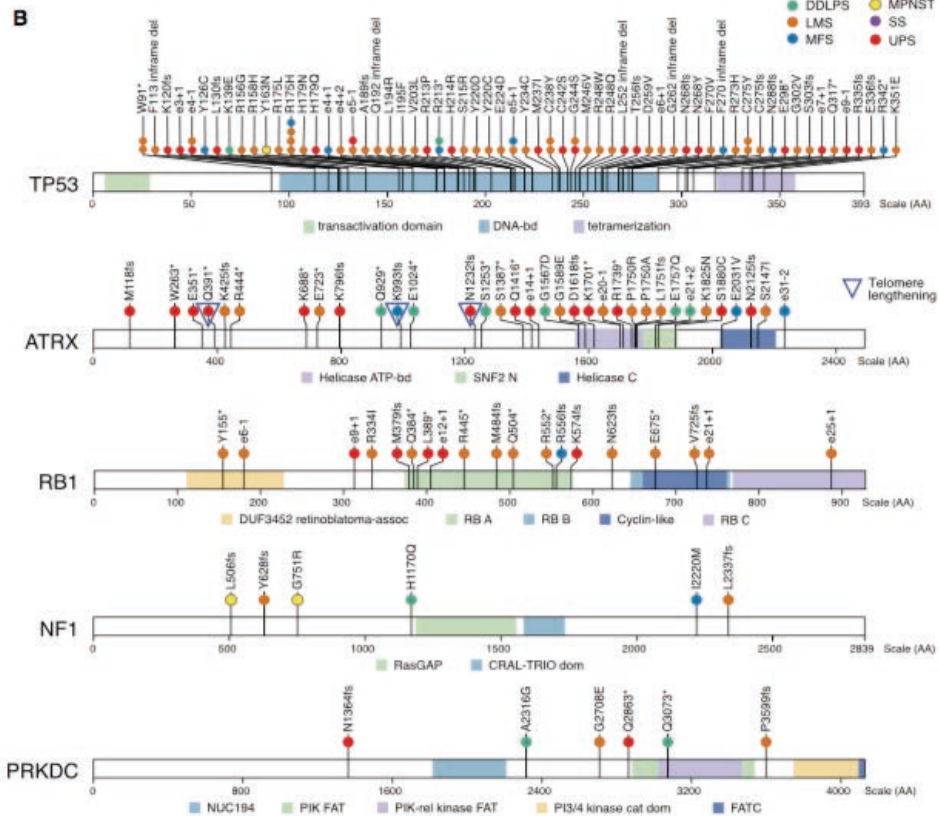 B
DDLPS MPNST
LMS SS
MFS UPS
W91* F113 inframe del K120fs e3+1 e4-1 Y126C L130fs K139E R156G R158H Y163N R175L R175H H179N H179Q e4+1 e4+2 e5-1 A189fs Q192 inframe del L194R I195F V203L R213P R213* H214R S215R Y220D Y220C E224D e5+1 Y234C M237I C238Y C242S G244S M246V R248W R248Q L252 inframe del T256fs D259V e6+1 G262 inframe del N268fs F270V F270 inframe del R273H C275Y C275fs N288fs E298* G302V S303fs e7+1 Q317* e9-1 R335fs E336fs R342* K351E
TP53
0 50 100 150 200 250 300 350 393 Scale (AA)
transactivation domain DNA-bd tetramerization
M118fs W263* E351* Q391* K425fs R444* K688* E723* K796fs Q929* K993fs E1024* N1232fs S1253* S1387* Q1416* e14+1 G1567D G1589E D1618fs K1701* e20-1 R1739* P1750R P1750A L1751fs E1757Q e21+2 K1825N S1880C E2031V N2125fs S2147I e31-2
Telomere
lengthening
ATRX
0 400 800 1200 1600 2000 2400 Scale (AA)
Helicase ATP-bd SNF2 N Helicase C
Y155* e6-1 e9+1 R334I M379fs Q384* L389* e12+1 R445* M484fs Q504* R552* R556fs K574fs N623fs E675* V725fs e21+1 e25+1
RB1
0 100 200 300 400 500 600 700 800 900 Scale (AA)
DUF3452 retinoblatoma-assoc RB A RB B Cyclin-like RB C
L506fs Y628fs G751R H1170Q I2220M L2337fs
NF1
0 500 1000 1500 2000 2500 2839 Scale (AA)
RasGAP CRAL-TRIO dom
N1364fs A2316G G2708E Q2863* Q3073* P3599fs
PRKDC
0 800 1600 2400 3200 4000 Scale (AA)
NUC194 PIK FAT PIK-rel kinase FAT PI3/4 kinase cat dom FATC